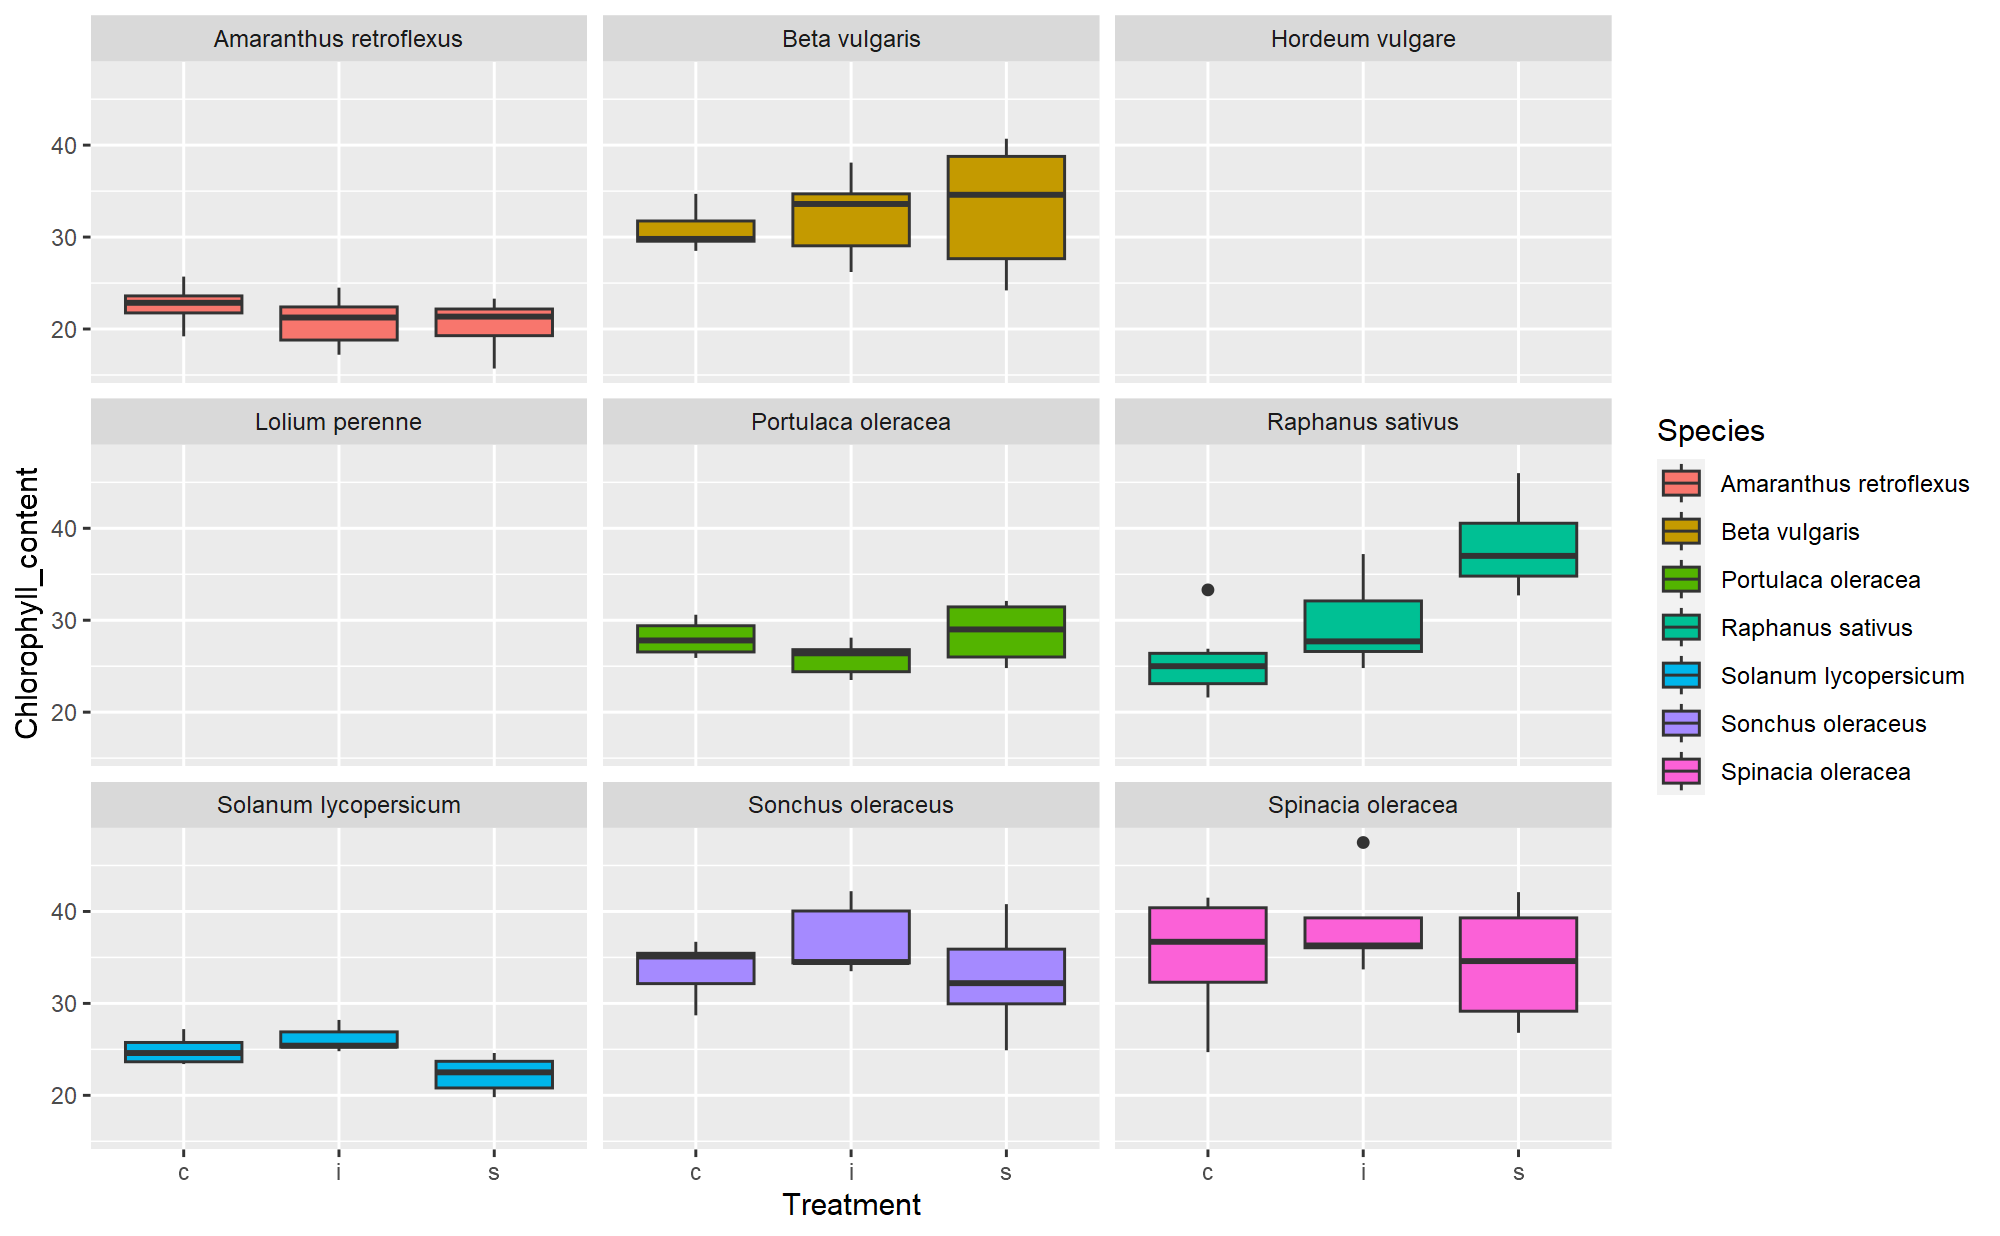 Amaranthus retroflexus
Beta vulgaris
Hordeum vulgare
40
30
20
Lolium perenne
Portulaca oleracea
Raphanus sativus
40
30
20
Solanum lycopersicum
Sonchus oleraceus
Spinacia oleracea
40
30
20
c i s
c i s
c i s
Treatment
Chlorophyll_content
Species
Amaranthus retroflexus
Beta vulgaris
Portulaca oleracea
Raphanus sativus
Solanum lycopersicum
Sonchus oleraceus
Spinacia oleracea